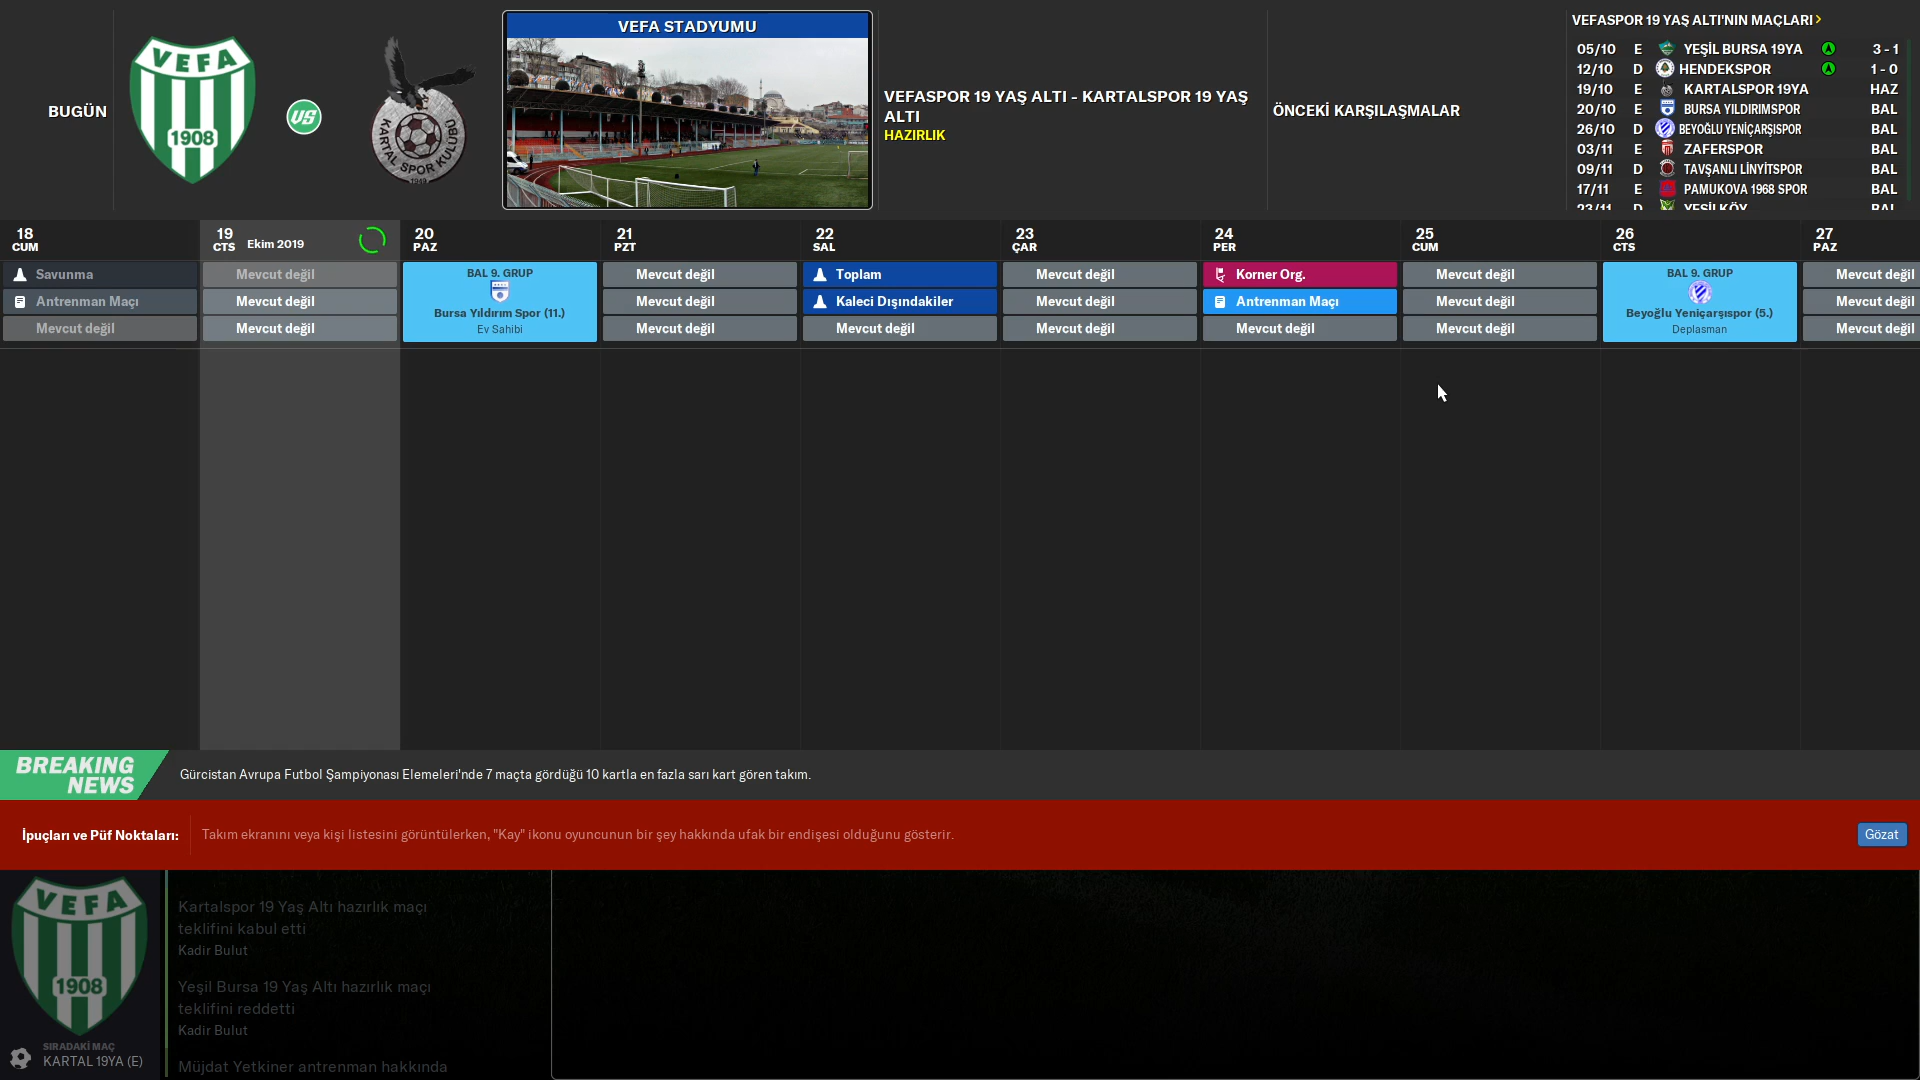 BUGÜN
VEFA
1908
VS
KARTAL SPOR KULUBÜ
1949
VEFA STADYUMU
VEFASPOR 19 YAŞ ALTI - KARTALSPOR 19 YAŞ
ALTI
HAZIRLIK
ÖNCEKİ KARŞILAŞMALAR
VEFASPOR 19 YAŞ ALTI'NIN MAÇLARI >
05/10 E YEŞİL BURSA 19YA 3 - 1
12/10 D HENDEKSPOR 1 - 0
19/10 E KARTALSPOR 19YA HAZ
20/10 E BURSA YILDIRIMSPOR BAL
26/10 D BEYOĞLU YENİÇARŞISPOR BAL
03/11 E ZAFERSPOR BAL
09/11 D TAVŞANLI LİNYİTSPOR BAL
17/11 E PAMUKOVA 1968 SPOR BAL
23/11 D YEŞİLKÖY BAL
18 CUM
19 CTS Ekim 2019
20 PAZ
21 PZT
22 SAL
23 ÇAR
24 PER
25 CUM
26 CTS
27 PAZ
Savunma
Antrenman Maçı
Mevcut değil
Mevcut değil
Mevcut değil
Mevcut değil
BAL 9. GRUP
Bursa Yıldırım Spor (11.)
Ev Sahibi
Mevcut değil
Mevcut değil
Mevcut değil
Toplam
Kaleci Dışındakiler
Mevcut değil
Mevcut değil
Mevcut değil
Mevcut değil
Korner Org.
Antrenman Maçı
Mevcut değil
Mevcut değil
Mevcut değil
Mevcut değil
BAL 9. GRUP
Beyoğlu Yeniçarşıspor (5.)
Deplasman
Mevcut değil
Mevcut değil
Mevcut değil
BREAKING
NEWS
Gürcistan Avrupa Futbol Şampiyonası Elemeleri'nde 7 maçta gördüğü 10 kartla en fazla sarı kart gören takım.
İpuçları ve Püf Noktaları:
Takım ekranını veya kişi listesini görüntülerken, "Kay" ikonu oyuncunun bir şey hakkında ufak bir endişesi olduğunu gösterir.
Gözat
VEFA
1908
SIRADAKİ MAÇ
KARTAL 19YA (E)
Kartalspor 19 Yaş Altı hazırlık maçı
teklifini kabul etti
Kadir Bulut
Yeşil Bursa 19 Yaş Altı hazırlık maçı
teklifini reddetti
Kadir Bulut
Müjdat Yetkiner antrenman hakkında